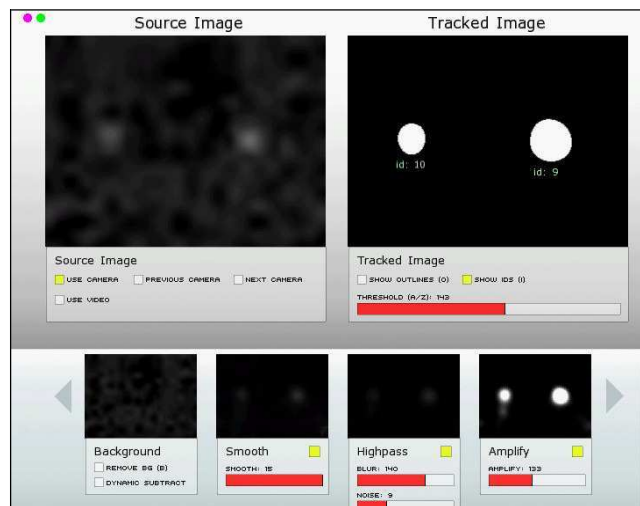 Source Image
Tracked Image
id: 10
id: 9
Source Image
USE CAMERA
PREVIOUS CAMERA
NEXT CAMERA
USE VIDEO
Tracked Image
SHOW OUTLINES (O)
SHOW IDS (I)
THRESHOLD (A/Z): 143
Background
REMOVE BG (B)
DYNAMIC SUBTRACT
Smooth
SMOOTH: 15
Highpass
BLUR: 140
NOISE: 9
Amplify
AMPLIFY: 133